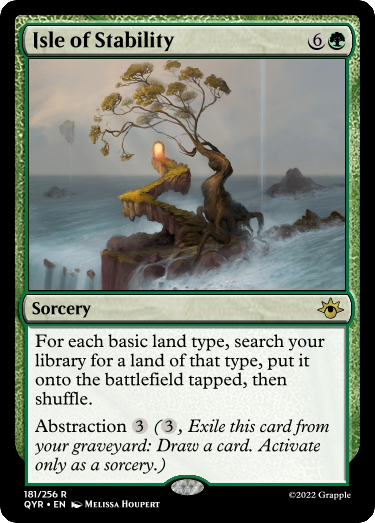 Isle of Stability 6
Sorcery
For each basic land type, search your
library for a land of that type, put it
onto the battlefield tapped, then
shuffle.
Abstraction 3 (3, Exile this card from
your graveyard: Draw a card. Activate
only as a sorcery.)
181/256 R
QYR • EN Melissa Houpert
©2022 Grapple